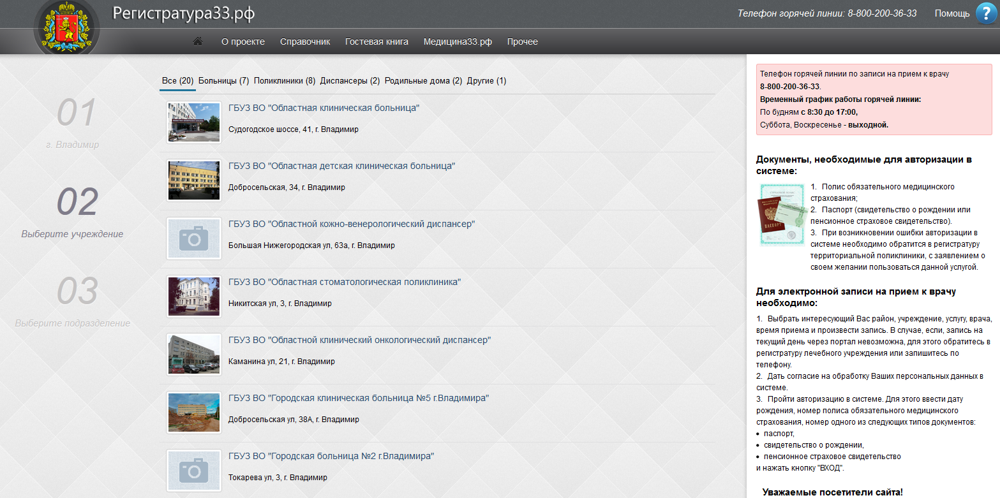 Регистратура33.рф
Телефон горячей линии: 8-800-200-36-33
Помощь
?
О проекте Справочник Гостевая книга Медицина33.рф Прочее
01
г. Владимир
02
Выберите учреждение
03
Выберите подразделение
Все (20) Больницы (7) Поликлиники (8) Диспансеры (2) Родильные дома (2) Другие (1)
ГБУЗ ВО "Областная клиническая больница"
Судогодское шоссе, 41, г. Владимир
ГБУЗ ВО "Областная детская клиническая больница"
Добросельская, 34, г. Владимир
ГБУЗ ВО "Областной кожно-венерологический диспансер"
Большая Нижегородская ул, 63а, г. Владимир
ГБУЗ ВО "Областная стоматологическая поликлиника"
Никитская ул, 3, г. Владимир
ГБУЗ ВО "Областной клинический онкологический диспансер"
Каманина ул, 21, г. Владимир
ГБУЗ ВО "Городская клиническая больница №5 г.Владимира"
Добросельская ул, 38А, г. Владимир
ГБУЗ ВО "Городская больница №2 г.Владимира"
Токарева ул, 3, г. Владимир
Телефон горячей линии по записи на прием к врачу
8-800-200-36-33.
Временный график работы горячей линии:
По будням с 8:30 до 17:00,
Суббота, Воскресенье - выходной.
Документы, необходимые для авторизации в
системе:
ПАСПОРТ
1. Полис обязательного медицинского
страхования;
2. Паспорт (свидетельство о рождении или
пенсионное страховое свидетельство).
3. При возникновении ошибки авторизации в
системе необходимо обратится в регистратуру
территориальной поликлиники, с заявлением о
своем желании пользоваться данной услугой.
Для электронной записи на прием к врачу
необходимо:
1. Выбрать интересующий Вас район, учреждение, услугу, врача,
время приема и произвести запись. В случае, если, запись на
текущий день через портал невозможна, для этого обратитесь в
регистратуру лечебного учреждения или запишитесь по
телефону.
2. Дать согласие на обработку Ваших персональных данных в
системе.
3. Пройти авторизацию в системе. Для этого ввести дату
рождения, номер полиса обязательного медицинского
страхования, номер одного из следующих типов документов:
• паспорт,
• свидетельство о рождении,
• пенсионное страховое свидетельство
и нажать кнопку "ВХОД".
Уважаемые посетители сайта!